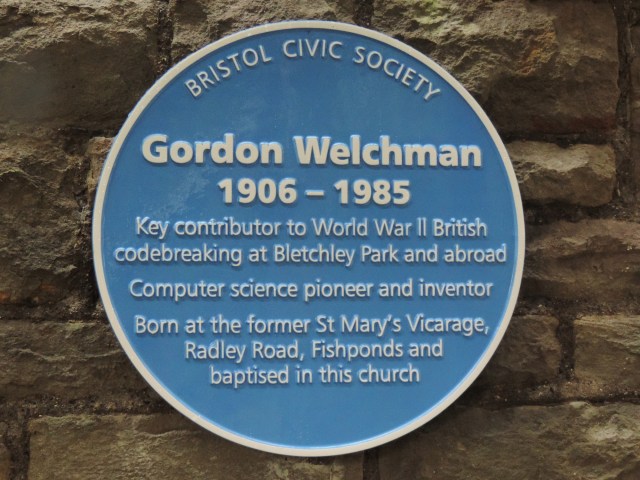 BRISTOL CIVIC SOCIETY
Gordon Welchman
1906 – 1985
Key contributor to World War ll British
codebreaking at Bletchley Park and abroad
Computer science pioneer and inventor
Born at the former St Mary's Vicarage,
Radley Road, Fishponds and
baptised in this church